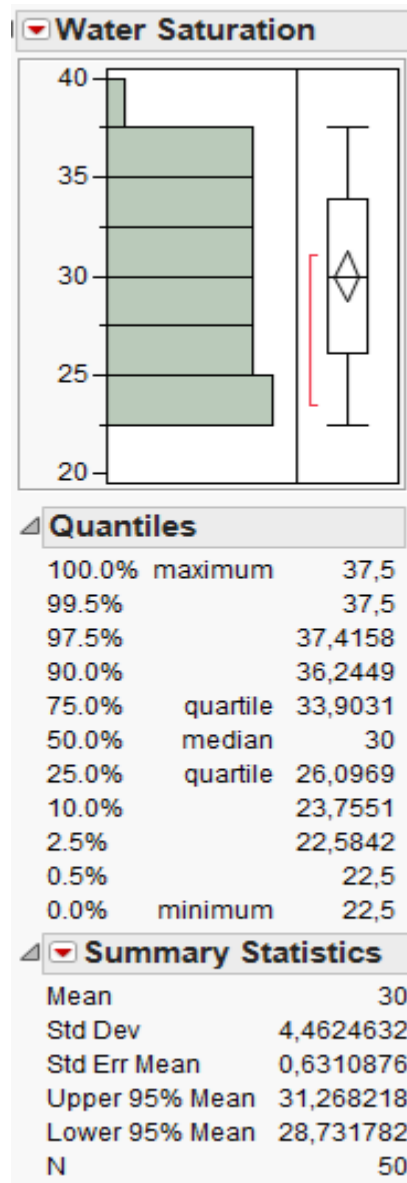 Water Saturation
40
35
30
25
20
Quantiles
100.0% maximum 37,5
99.5% 37,5
97.5% 37,4158
90.0% 36,2449
75.0% quartile 33,9031
50.0% median 30
25.0% quartile 26,0969
10.0% 23,7551
2.5% 22,5842
0.5% 22,5
0.0% minimum 22,5
Summary Statistics
Mean 30
Std Dev 4,4624632
Std Err Mean 0,6310876
Upper 95% Mean 31,268218
Lower 95% Mean 28,731782
N 50